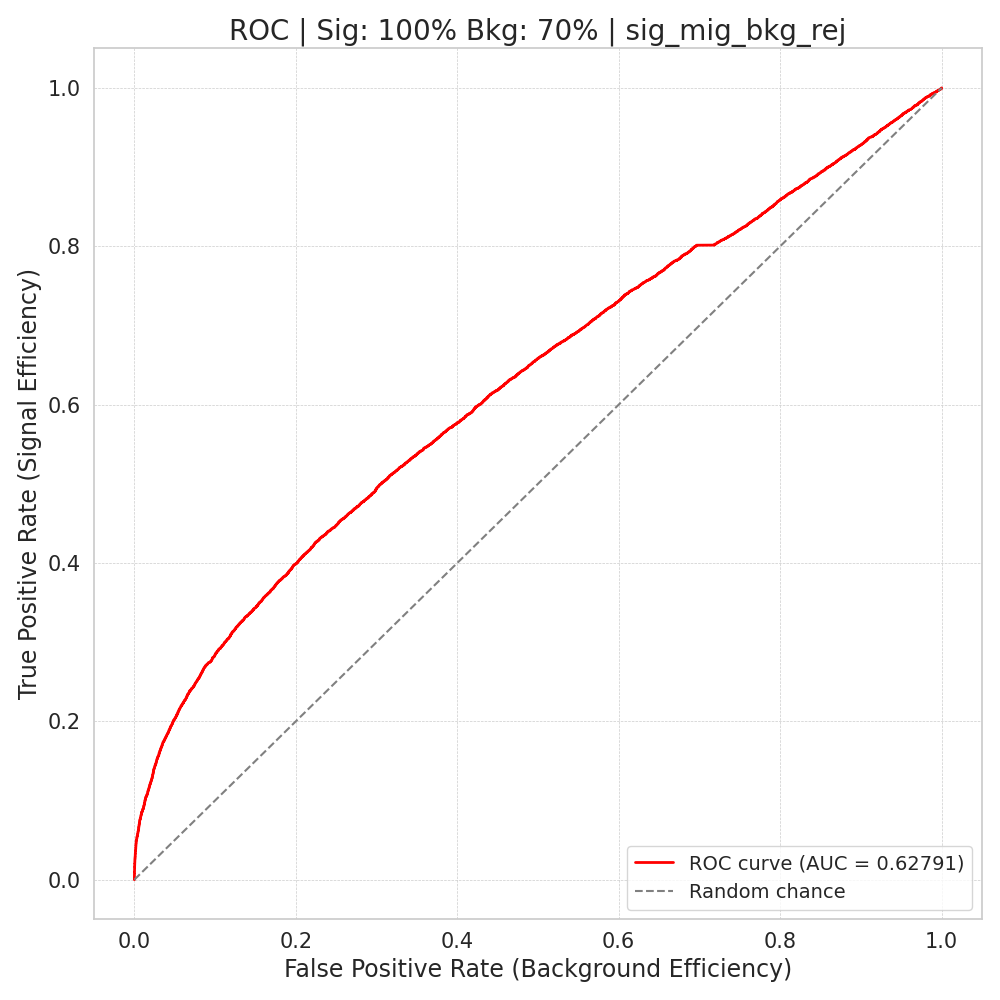 ROC | Sig: 100% Bkg: 70% | sig_mig_bkg_rej
True Positive Rate (Signal Efficiency)
1.0
0.8
0.6
0.4
0.2
0.0
ROC curve (AUC = 0.62791)
Random chance
0.0 0.2 0.4 0.6 0.8 1.0
False Positive Rate (Background Efficiency)